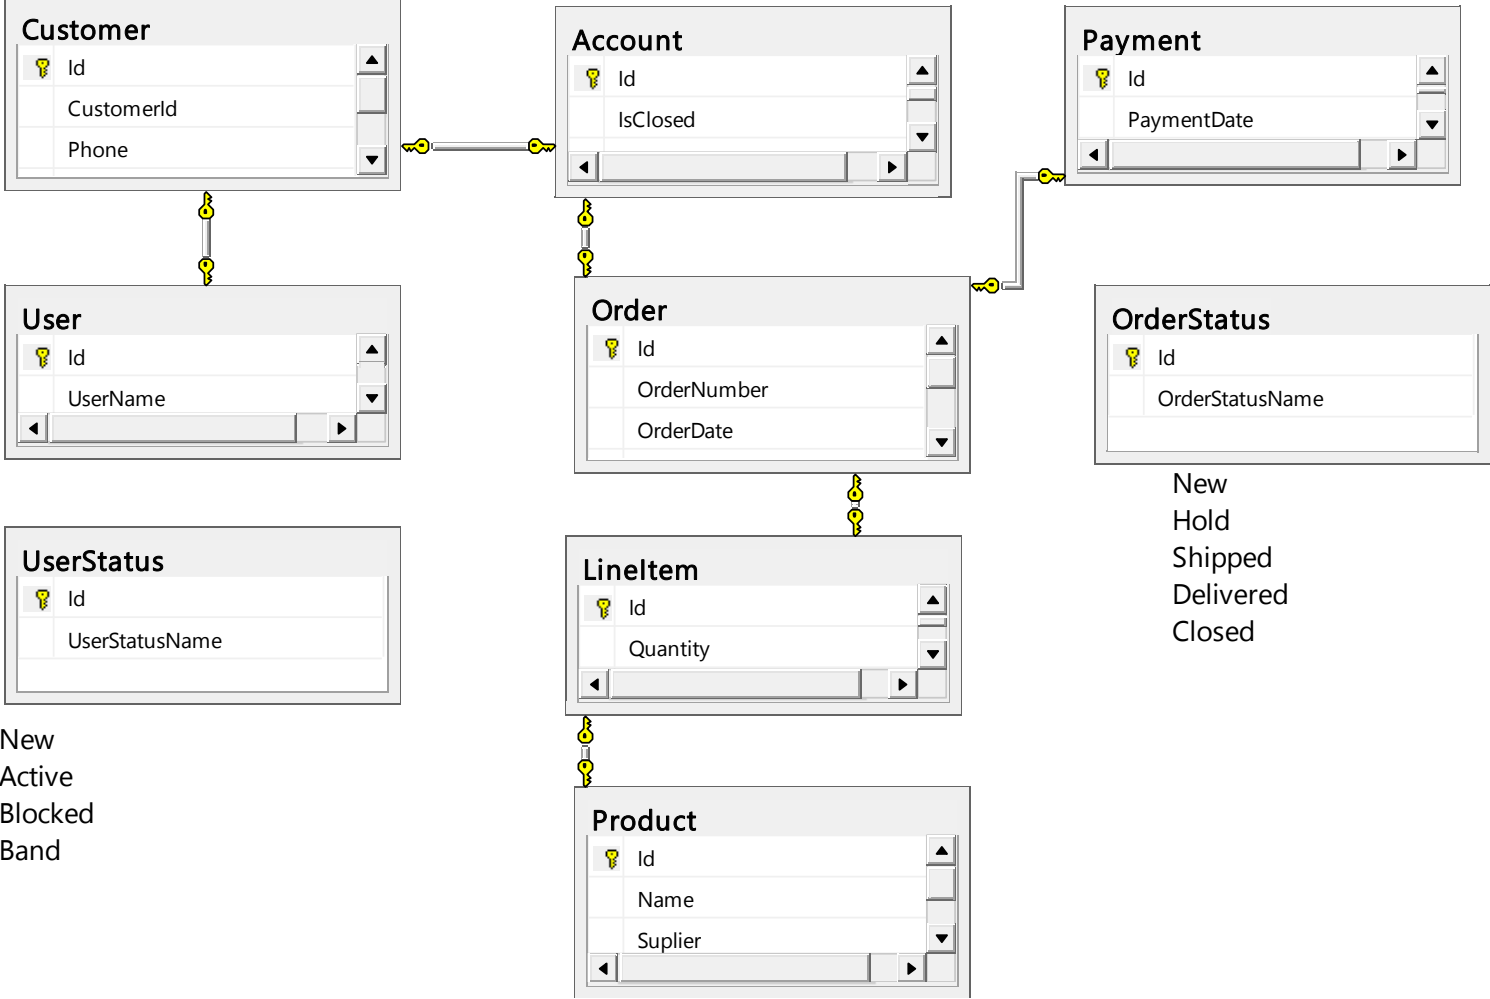 Customer
Id
CustomerId
Phone
Account
Id
IsClosed
Payment
Id
PaymentDate
User
Id
UserName
Order
Id
OrderNumber
OrderDate
OrderStatus
Id
OrderStatusName
New
Hold
Shipped
Delivered
Closed
UserStatus
Id
UserStatusName
New
Active
Blocked
Band
LineItem
Id
Quantity
Product
Id
Name
Suplier